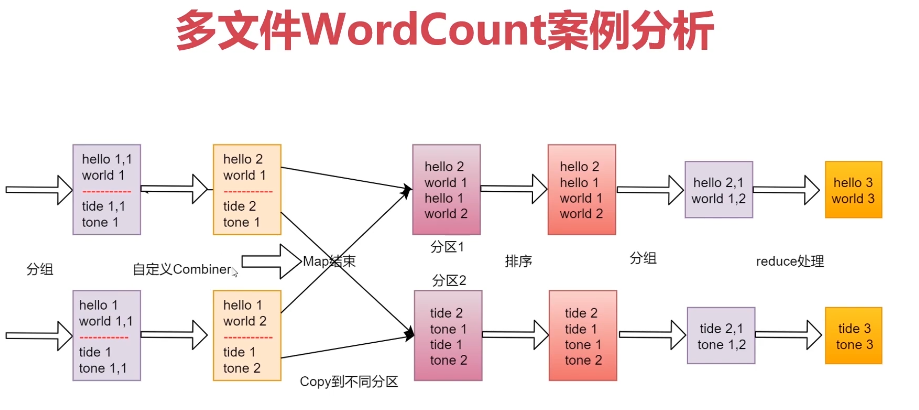 多文件WordCount案例分析
hello 1,1
world 1
-----------
tide 1,1
tone 1
hello 2
world 1
-----------
tide 2
tone 1
hello 2
world 1
hello 1
world 2
hello 2
hello 1
world 1
world 2
hello 2,1
world 1,2
hello 3
world 3
分组
自定义Combiner
Map结束
分区1
排序
分组
reduce处理
分区2
hello 1
world 1,1
-----------
tide 1
tone 1,1
hello 1
world 2
-----------
tide 1
tone 2
tide 2
tone 1
tide 1
tone 2
tide 2
tide 1
tone 1
tone 2
tide 2,1
tone 1,2
tide 3
tone 3
Copy到不同分区